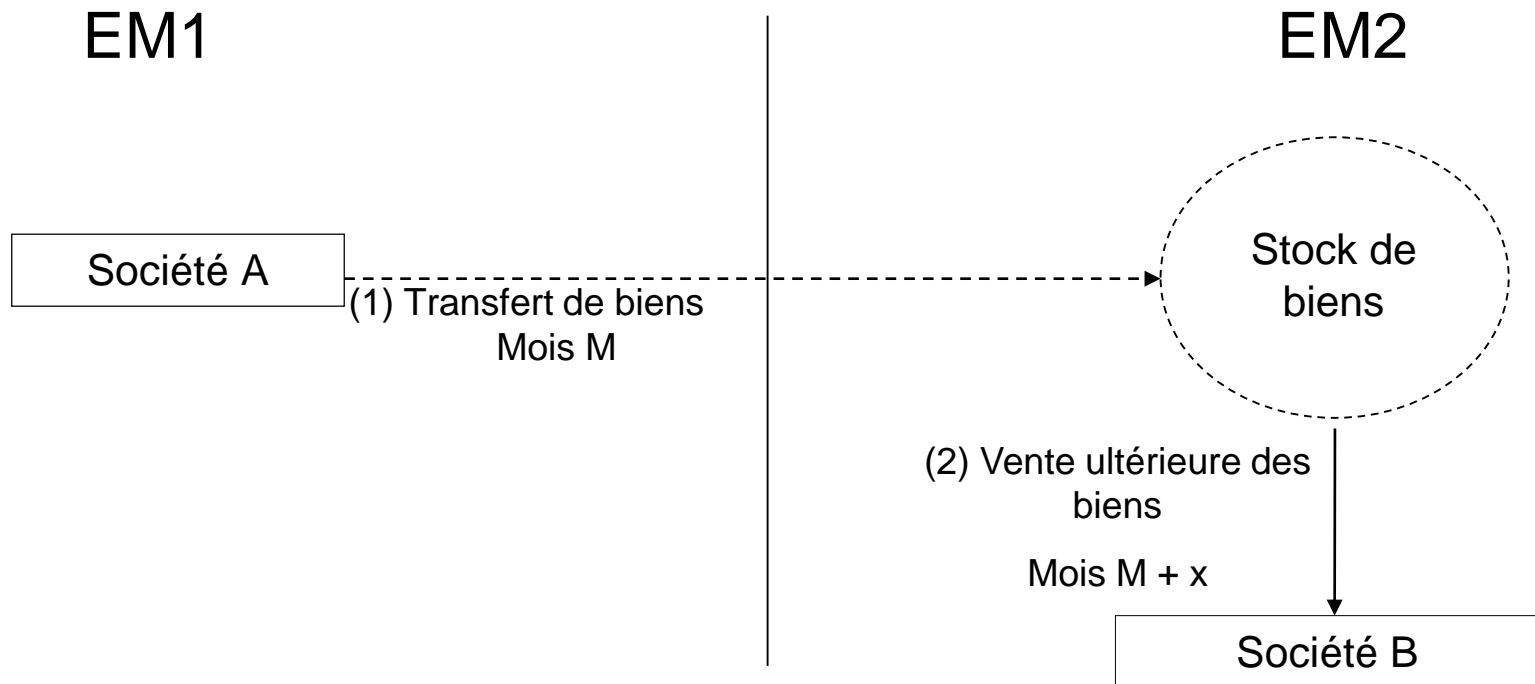 EM1
EM2
Société A
(1) Transfert de biens
Mois M
Stock de
biens
(2) Vente ultérieure des
biens
Mois M + x
Société B